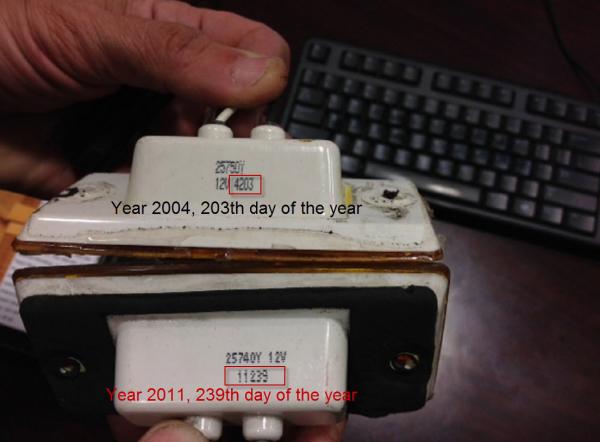 25750Y
12V 4203
Year 2004, 203th day of the year
25740Y 12V
11239
Year 2011, 239th day of the year